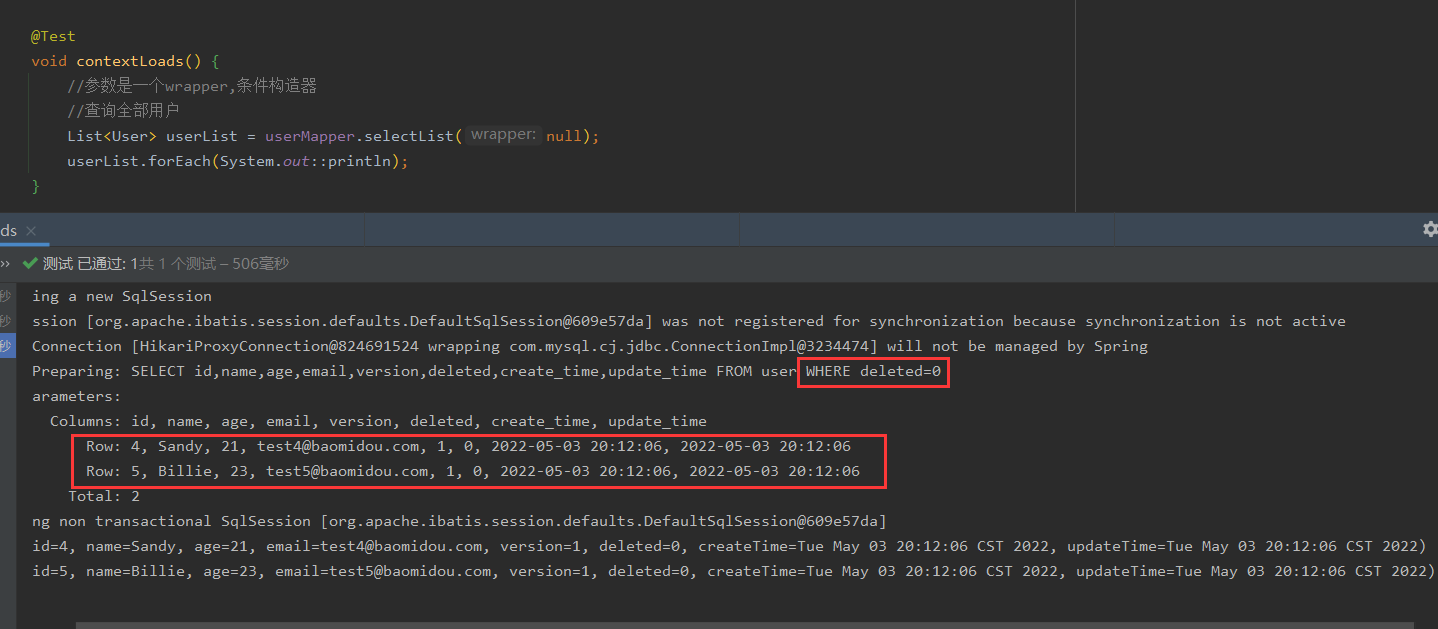 @Test
void contextLoads() {
//参数是一个wrapper,条件构造器
//查询全部用户
List<User> userList = userMapper.selectList( wrapper: null);
userList.forEach(System.out::println);
}
ds ×
›› 测试 已通过: 1共 1 个测试 – 506毫秒
秒 ing a new SqlSession
秒 ssion [org.apache.ibatis.session.defaults.DefaultSqlSession@609e57da] was not registered for synchronization because synchronization is not active
秒 Connection [HikariProxyConnection@824691524 wrapping com.mysql.cj.jdbc.ConnectionImpl@3234474] will not be managed by Spring
Preparing: SELECT id,name,age,email,version,deleted,create_time,update_time FROM user WHERE deleted=0
arameters:
Columns: id, name, age, email, version, deleted, create_time, update_time
Row: 4, Sandy, 21, test4@baomidou.com, 1, 0, 2022-05-03 20:12:06, 2022-05-03 20:12:06
Row: 5, Billie, 23, test5@baomidou.com, 1, 0, 2022-05-03 20:12:06, 2022-05-03 20:12:06
Total: 2
ng non transactional SqlSession [org.apache.ibatis.session.defaults.DefaultSqlSession@609e57da]
id=4, name=Sandy, age=21, email=test4@baomidou.com, version=1, deleted=0, createTime=Tue May 03 20:12:06 CST 2022, updateTime=Tue May 03 20:12:06 CST 2022)
id=5, name=Billie, age=23, email=test5@baomidou.com, version=1, deleted=0, createTime=Tue May 03 20:12:06 CST 2022, updateTime=Tue May 03 20:12:06 CST 2022)